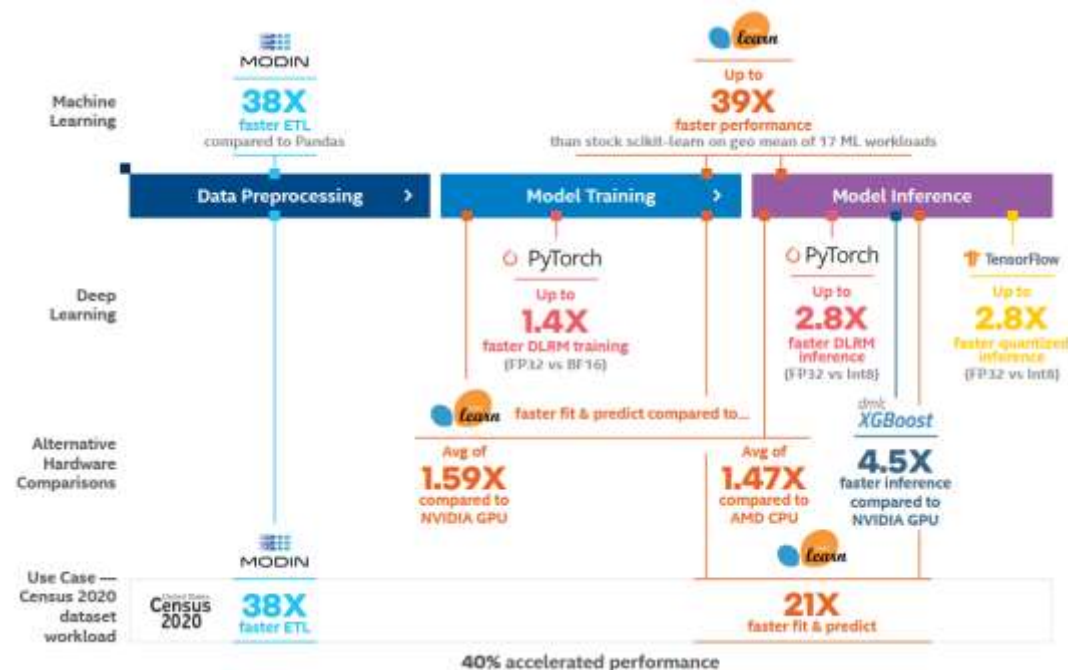 MODIN
38X
faster ETL
compared to Pandas
learn
Up to
39X
faster performance
than stock scikit-learn on geo mean of 17 ML workloads
Machine
Learning
Data Preprocessing
Model Training
Model Inference
Deep
Learning
PyTorch
Up to
1.4X
faster DLRM training
(FP32 vs BF16)
PyTorch
Up to
2.8X
faster DLRM
inference
(FP32 vs Int8)
TensorFlow
Up to
2.8X
faster quantized
inference
(FP32 vs Int8)
Alternative
Hardware
Comparisons
learn
faster fit & predict compared to...
Avg of
1.59X
compared to
NVIDIA GPU
Avg of
1.47X
compared to
AMD CPU
dmlc
XGBoost
4.5X
faster inference
compared to
NVIDIA GPU
Use Case —
Census 2020
dataset
workload
United States
Census
2020
MODIN
38X
faster ETL
learn
21X
faster fit & predict
40% accelerated performance